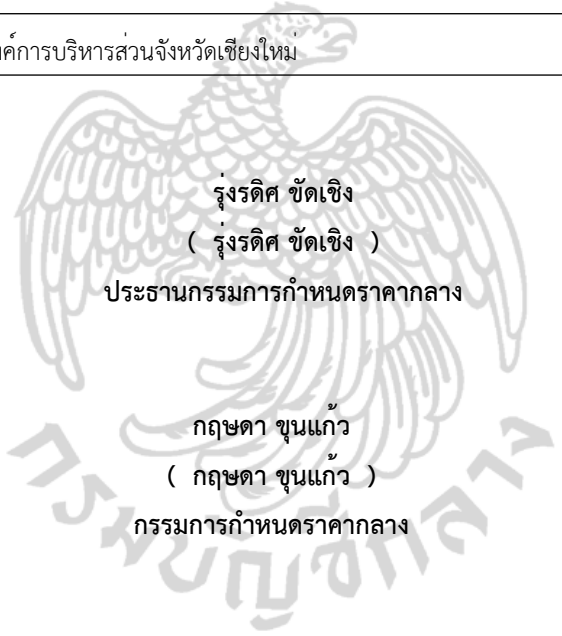 ค์การบริหารส่วนจังหวัดเชียงใหม่
รุ่งรดิศ ขัดเชิง
( รุ่งรดิศ ขัดเชิง )
ประธานกรรมการกำหนดราคากลาง
กฤษดา ขุนแก้ว
( กฤษดา ขุนแก้ว )
กรรมการกำหนดราคากลาง
กรมบัญชีกลาง